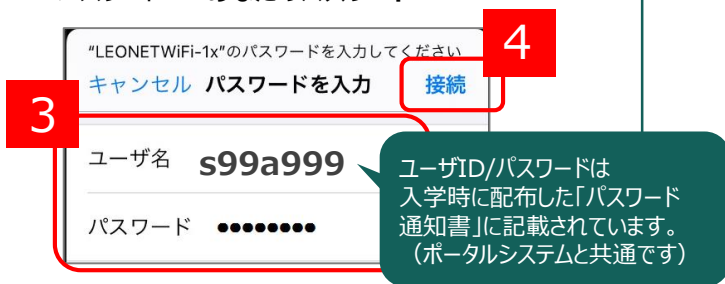 "LEONETWiFi-1x"のパスワードを入力してください
4
キャンセル パスワードを入力 接続
3
ユーザ名 s99a999
パスワード ●●●●●●●●
ユーザID/パスワードは
入学時に配布した「パスワード
通知書」に記載されています。
（ポータルシステムと共通です）